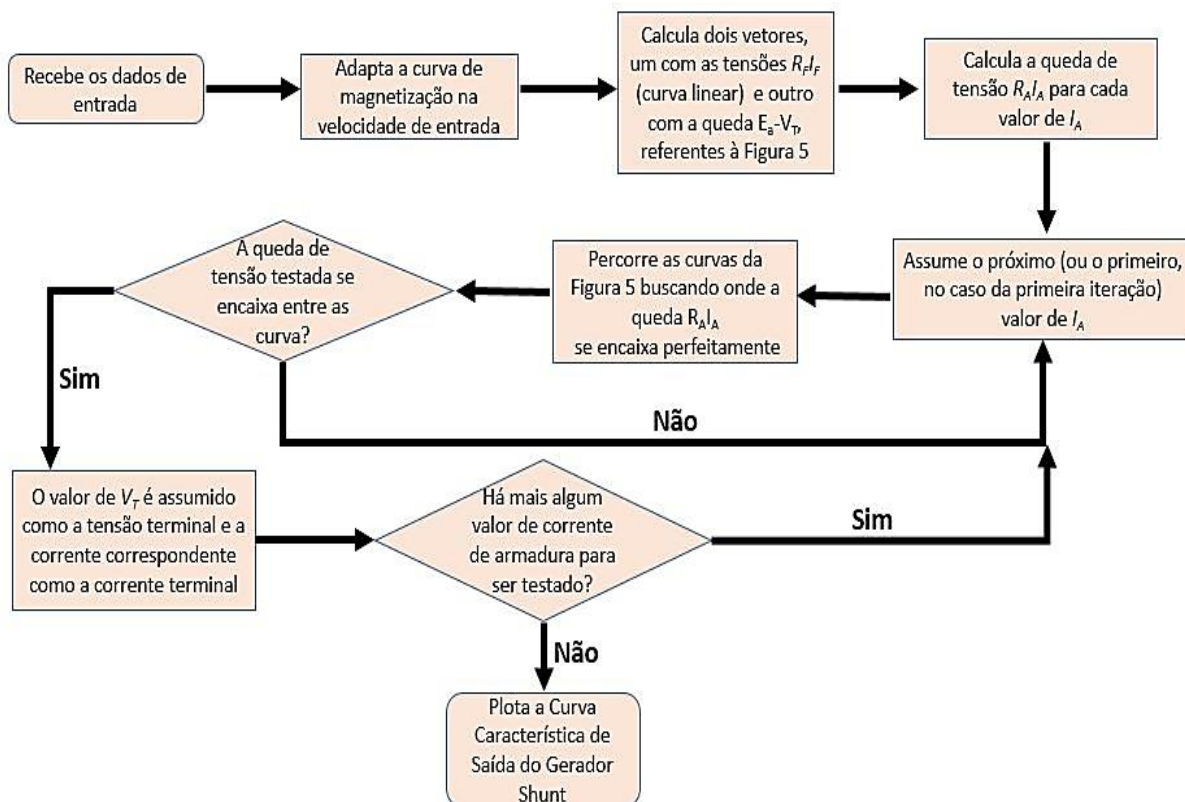 Recebe os dados de
entrada
Adapta a curva de
magnetização na
velocidade de entrada
Calcula dois vetores,
um com as tensões RFIF
(curva linear) e outro
com a queda Ea-VT,
referentes à Figura 5
Calcula a queda de
tensão RAIA para cada
valor de IA
Assume o próximo (ou o primeiro,
no caso da primeira iteração)
valor de IA
Percorre as curvas da
Figura 5 buscando onde a
queda RAIA
se encaixa perfeitamente
A queda de
tensão testada se
encaixa entre as
curva?
Sim
Não
O valor de VT é assumido
como a tensão terminal e a
corrente correspondente
como a corrente terminal
Há mais algum
valor de corrente
de armadura para
ser testado?
Sim
Não
Plota a Curva
Característica de
Saída do Gerador
Shunt